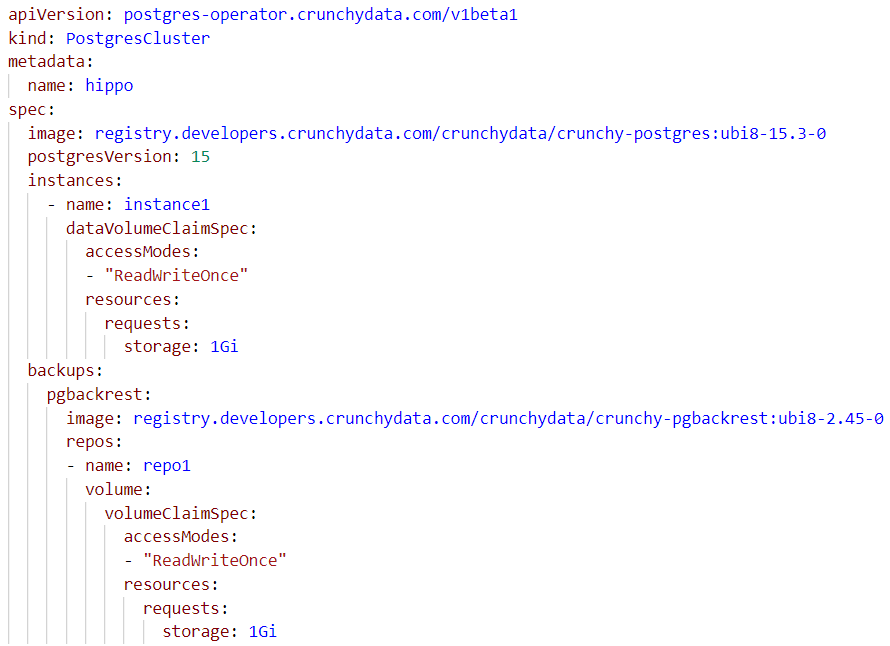 apiVersion: postgres-operator.crunchydata.com/v1beta1
kind: PostgresCluster
metadata:
  name: hippo
spec:
  image: registry.developers.crunchydata.com/crunchydata/crunchy-postgres:ubi8-15.3-0
  postgresVersion: 15
  instances:
    - name: instance1
      dataVolumeClaimSpec:
        accessModes:
        - "ReadWriteOnce"
        resources:
          requests:
            storage: 1Gi
  backups:
    pgbackrest:
      image: registry.developers.crunchydata.com/crunchydata/crunchy-pgbackrest:ubi8-2.45-0
      repos:
      - name: repo1
        volume:
          volumeClaimSpec:
            accessModes:
            - "ReadWriteOnce"
            resources:
              requests:
                storage: 1Gi